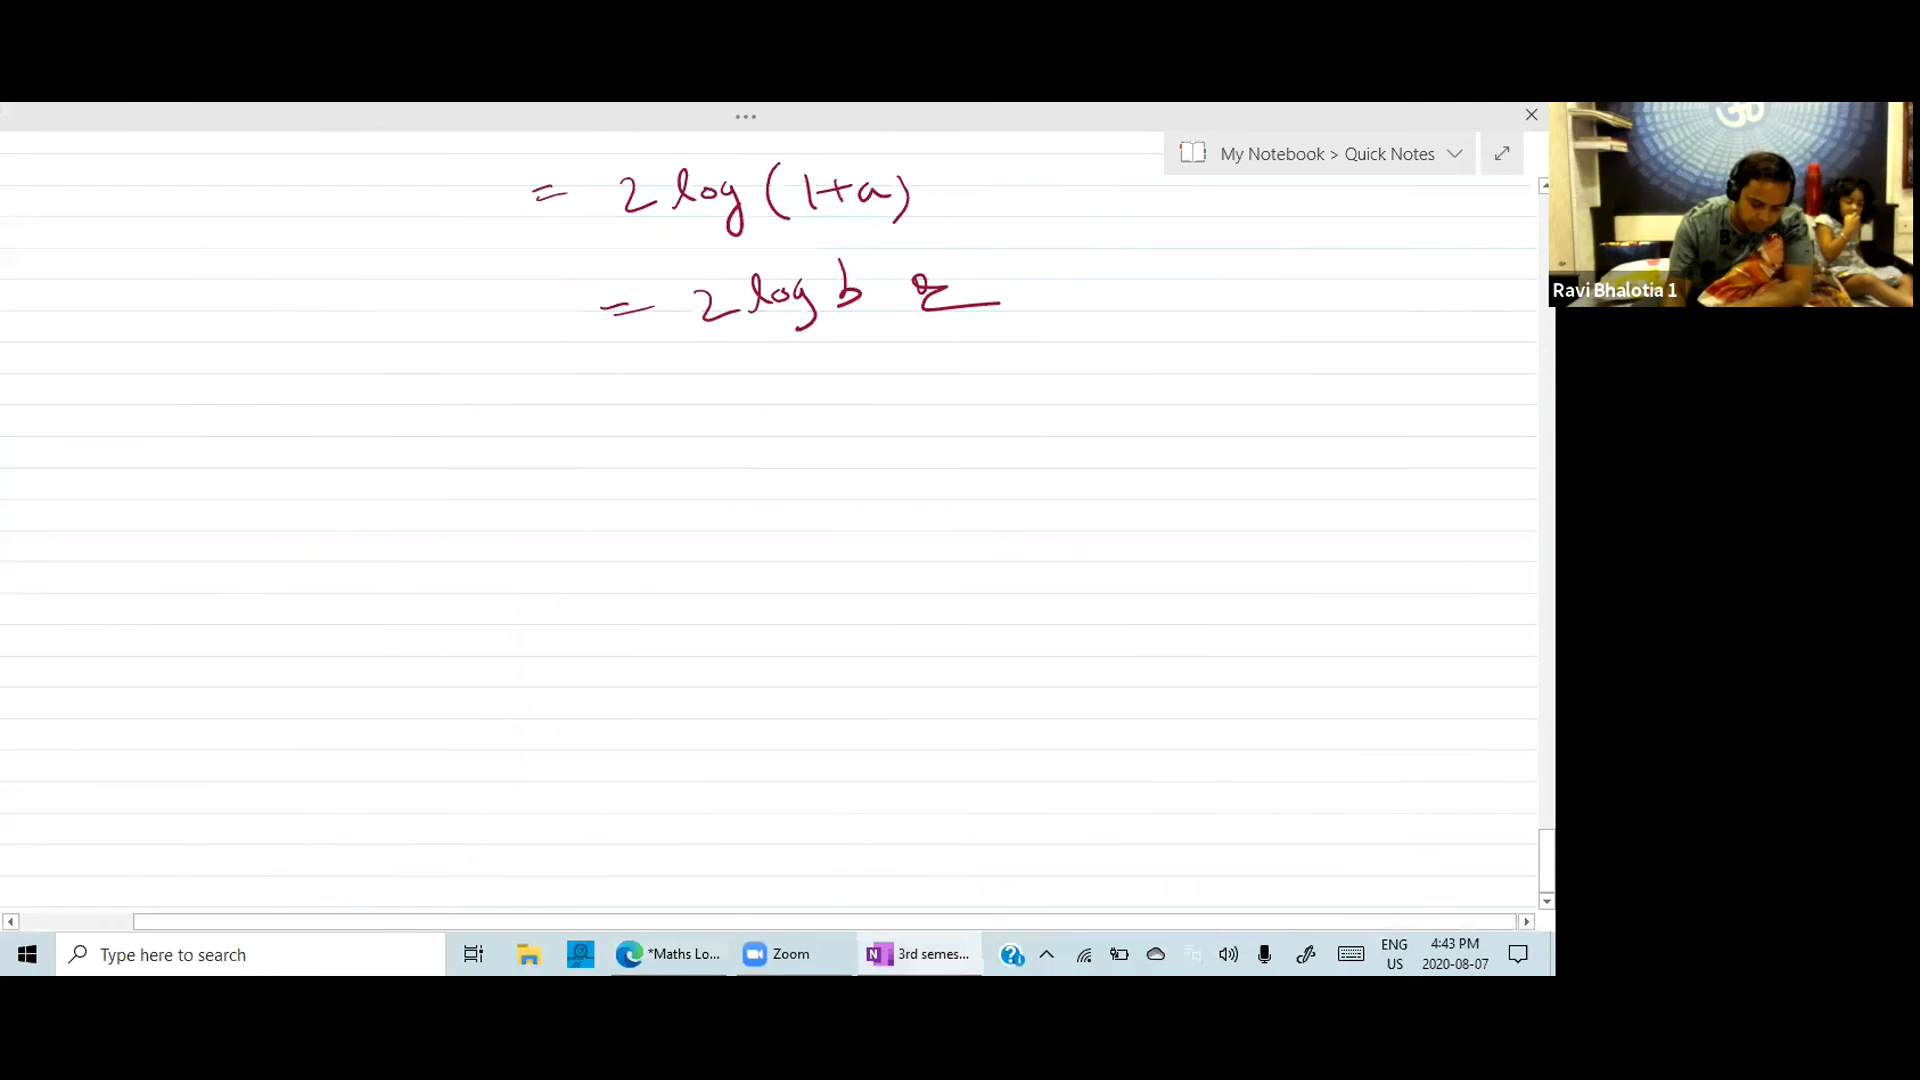 My Notebook > Quick Notes
= 2 log (1+a)
= 2 log b
Ravi Bhalotia 1
Type here to search
*Maths Lo...
Zoom
N
3rd semes...
?
ENG
US
4:43 PM
2020-08-07